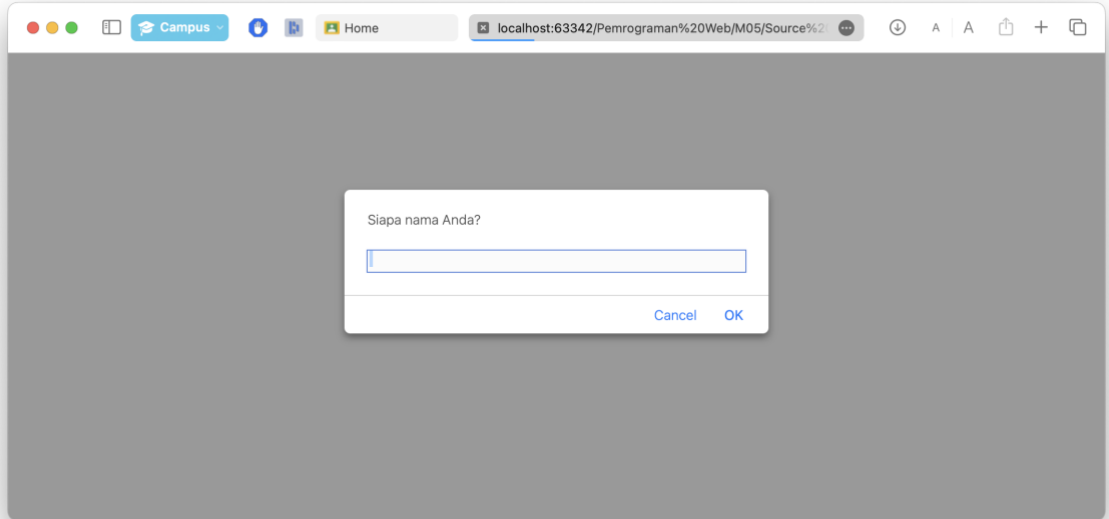 Campus
Home
localhost:63342/Pemrograman%20Web/M05/Source%2
A
A
Siapa nama Anda?
Cancel
OK